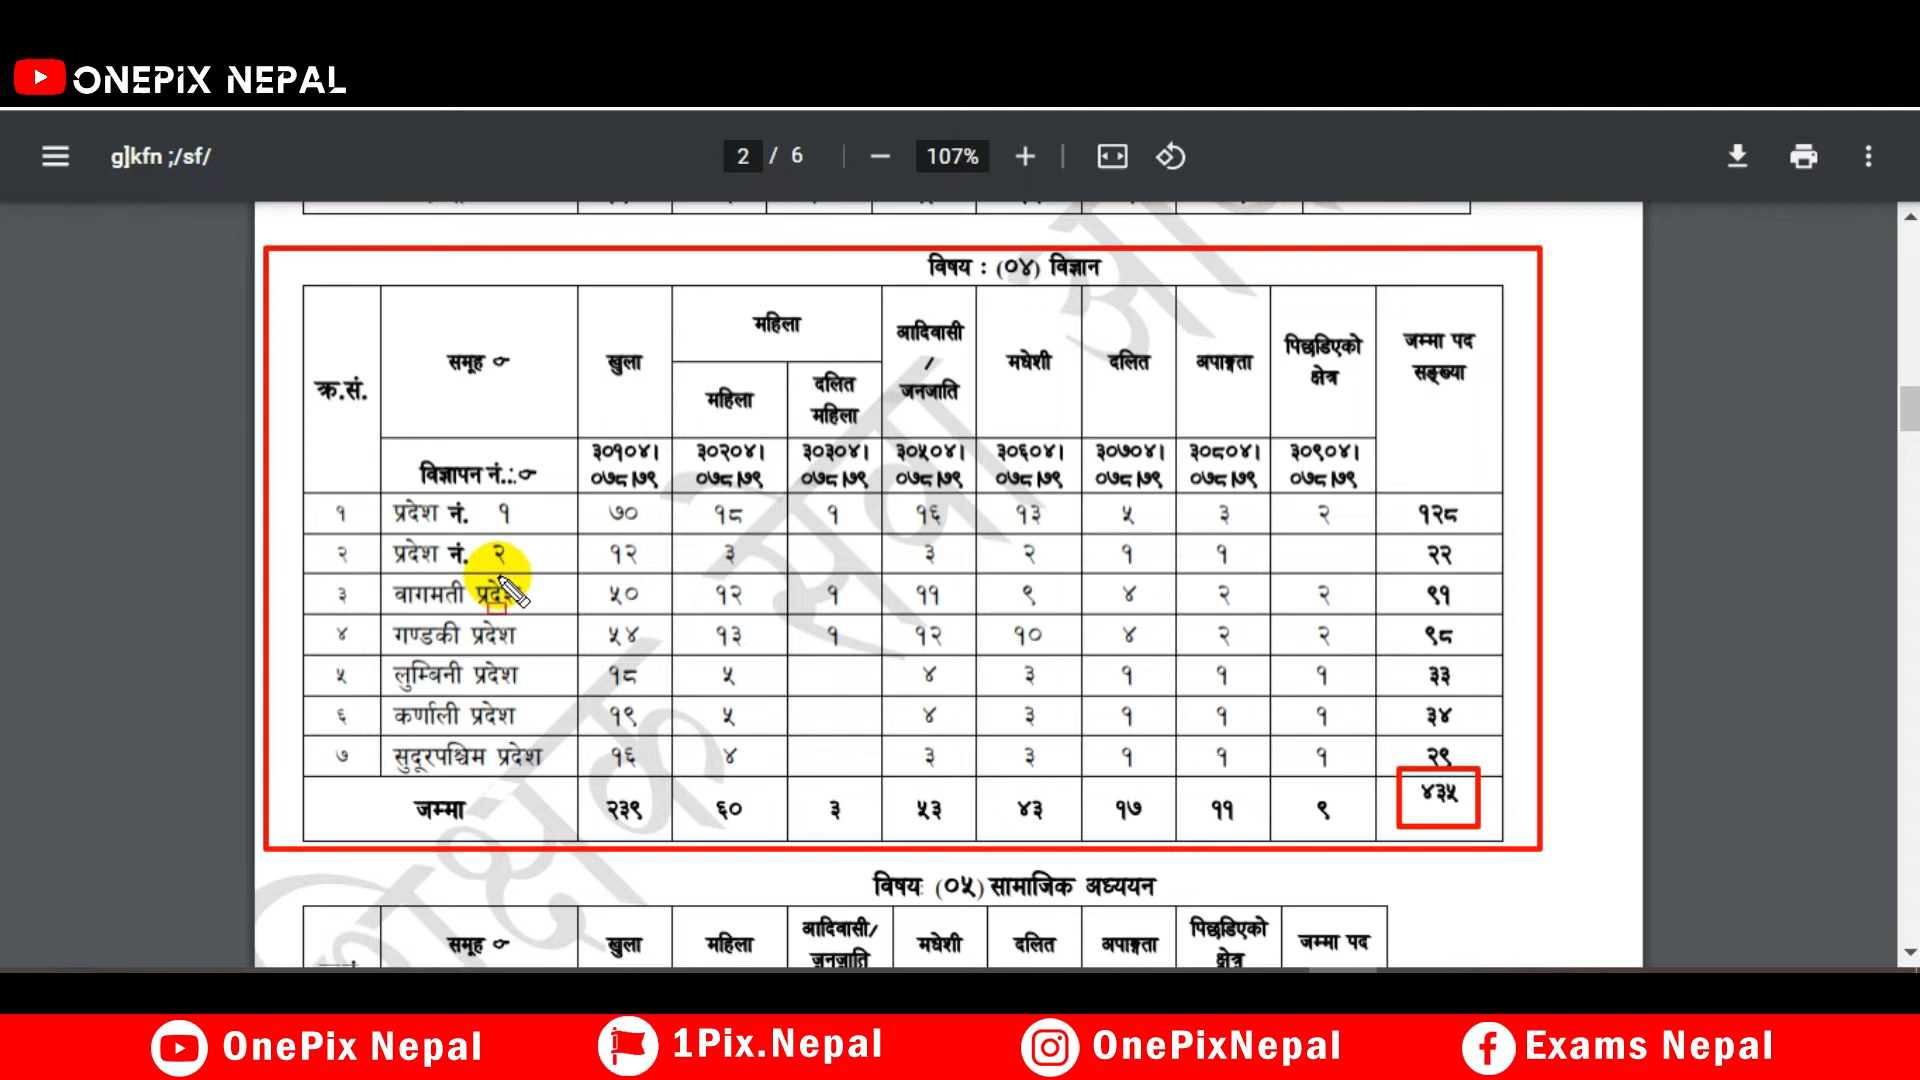 ONEPIX NEPAL
g]kfn ;/sf/
2 / 6
107%
विषय : (०४) विज्ञान
क्र.सं. समूह खुला महिला आदिवासी / जनजाति मधेशी दलित अपाङ्गता पिछडिएको क्षेत्र जम्मा पद सङ्ख्या
महिला दलित महिला
विज्ञापन नं.: ३०१०४।०७८।७९ ३०२०४।०७८।७९ ३०३०४।०७८।७९ ३०५०४।०७८।७९ ३०६०४।०७८।७९ ३०७०४।०७८।७९ ३०८०४।०७८।७९ ३०९०४।०७८।७९
१ प्रदेश नं. १ ७० १८ १ १६ १३ ५ ३ २ १२८
२ प्रदेश नं. २ १२ ३ ३ २ १ १ २२
३ वागमती प्रदेश ५० १२ १ ११ ९ ४ २ २ ९१
४ गण्डकी प्रदेश ५४ १३ १ १२ १० ४ २ २ ९८
५ लुम्बिनी प्रदेश १८ ५ ४ ३ १ १ १ ३३
६ कर्णाली प्रदेश १९ ५ ४ ३ १ १ १ ३४
७ सुदूरपश्चिम प्रदेश १६ ४ ३ ३ १ १ १ २९
जम्मा २३९ ६० ३ ५३ ४३ १७ ११ ९ ४३५
विषयः (०५) सामाजिक अध्ययन
समूह खुला महिला आदिवासी/ जनजाति मधेशी दलित अपाङ्गता पिछडिएको क्षेत्र जम्मा पद
OnePix Nepal
1Pix.Nepal
OnePixNepal
Exams Nepal